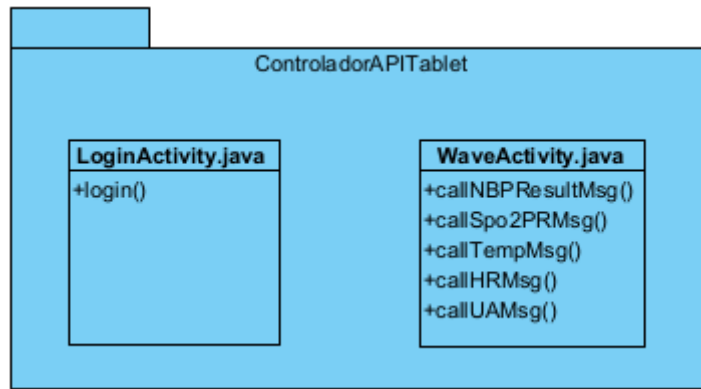 ControladorAPITablet
LoginActivity.java
+login()
WaveActivity.java
+callNBPResultMsg()
+callSpo2PRMsg()
+callTempMsg()
+callHRMsg()
+callUAMsg()